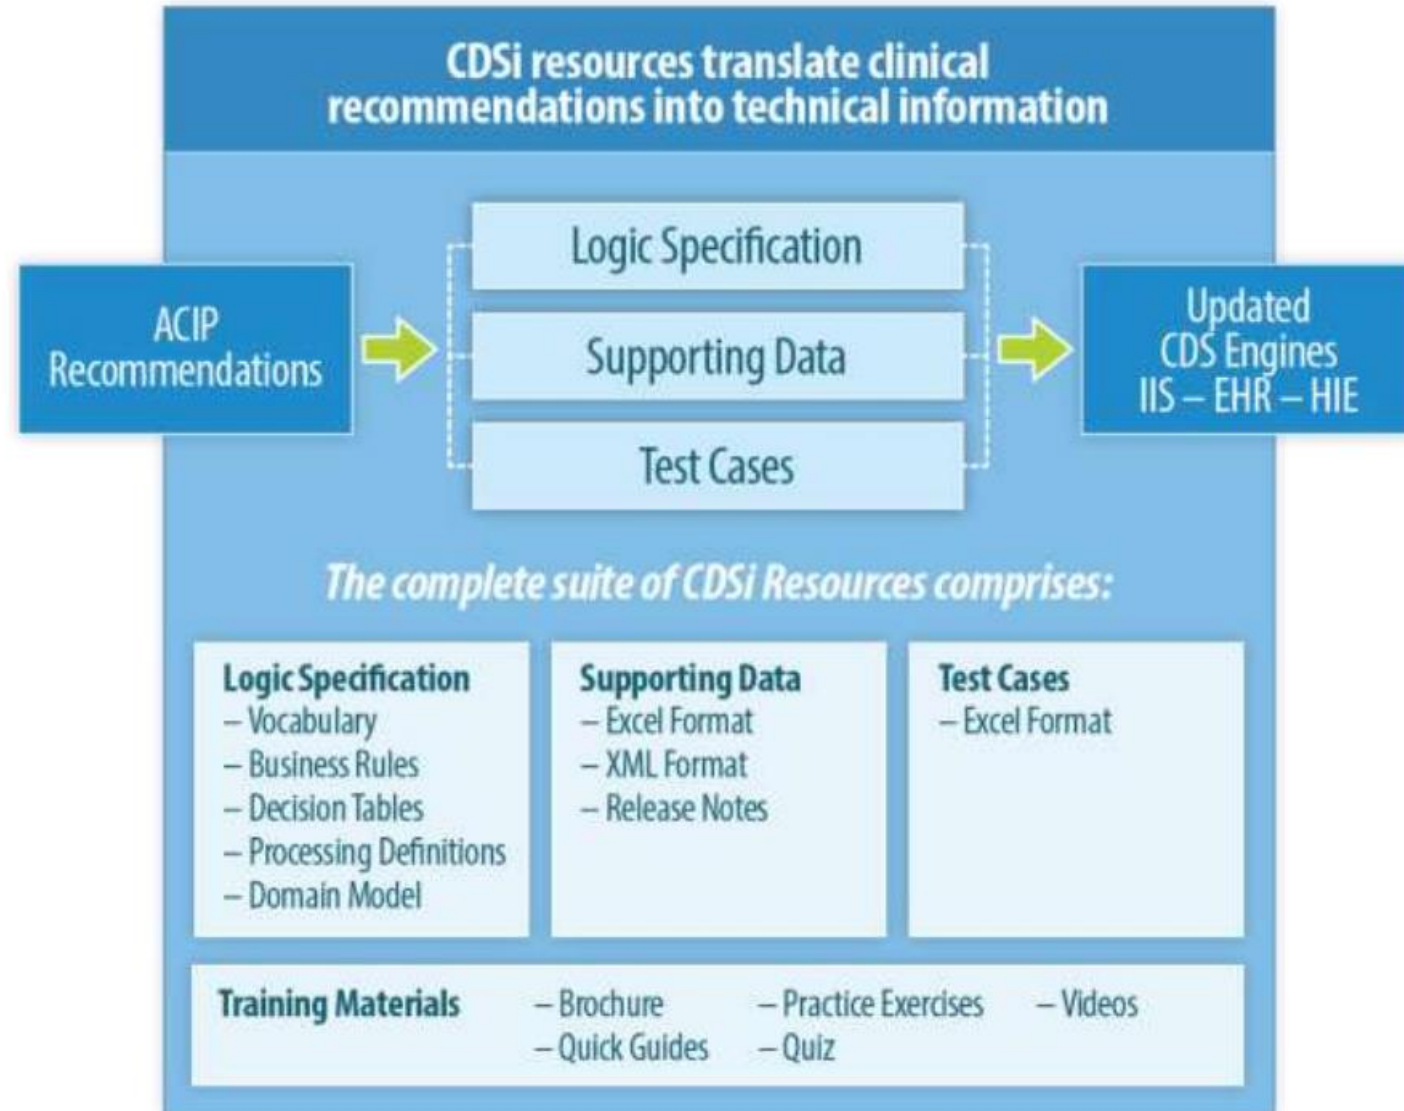 CDSi resources translate clinical
recommendations into technical information
ACIP
Recommendations
Logic Specification
Supporting Data
Test Cases
Updated
CDS Engines
IIS – EHR – HIE
The complete suite of CDSi Resources comprises:
Logic Specification
– Vocabulary
– Business Rules
– Decision Tables
– Processing Definitions
– Domain Model
Supporting Data
– Excel Format
– XML Format
– Release Notes
Test Cases
– Excel Format
Training Materials
– Brochure
– Quick Guides
– Practice Exercises
– Quiz
– Videos